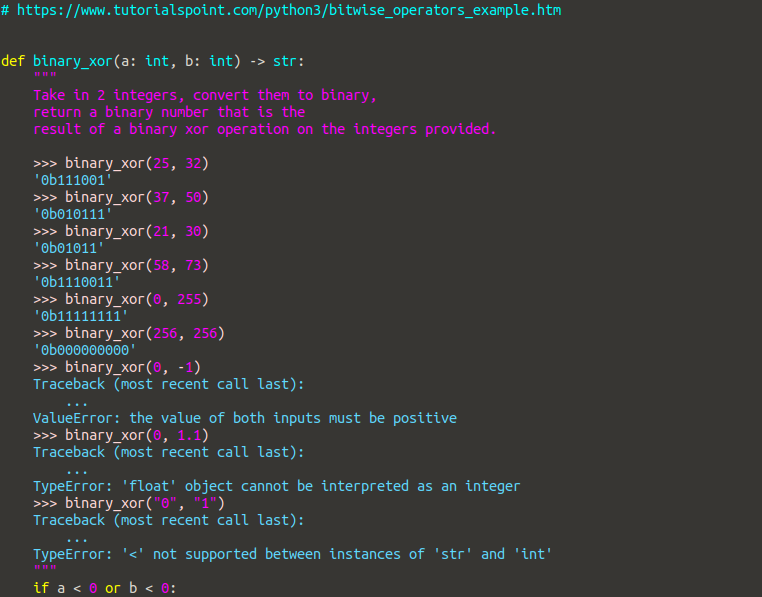 # https://www.tutorialspoint.com/python3/bitwise_operators_example.htm
def binary_xor(a: int, b: int) -> str:
"""
Take in 2 integers, convert them to binary,
return a binary number that is the
result of a binary xor operation on the integers provided.
>>> binary_xor(25, 32)
'0b111001'
>>> binary_xor(37, 50)
'0b010111'
>>> binary_xor(21, 30)
'0b01011'
>>> binary_xor(58, 73)
'0b1110011'
>>> binary_xor(0, 255)
'0b11111111'
>>> binary_xor(256, 256)
'0b000000000'
>>> binary_xor(0, -1)
Traceback (most recent call last):
...
ValueError: the value of both inputs must be positive
>>> binary_xor(0, 1.1)
Traceback (most recent call last):
...
TypeError: 'float' object cannot be interpreted as an integer
>>> binary_xor("0", "1")
Traceback (most recent call last):
...
TypeError: '<' not supported between instances of 'str' and 'int'
"""
if a < 0 or b < 0: